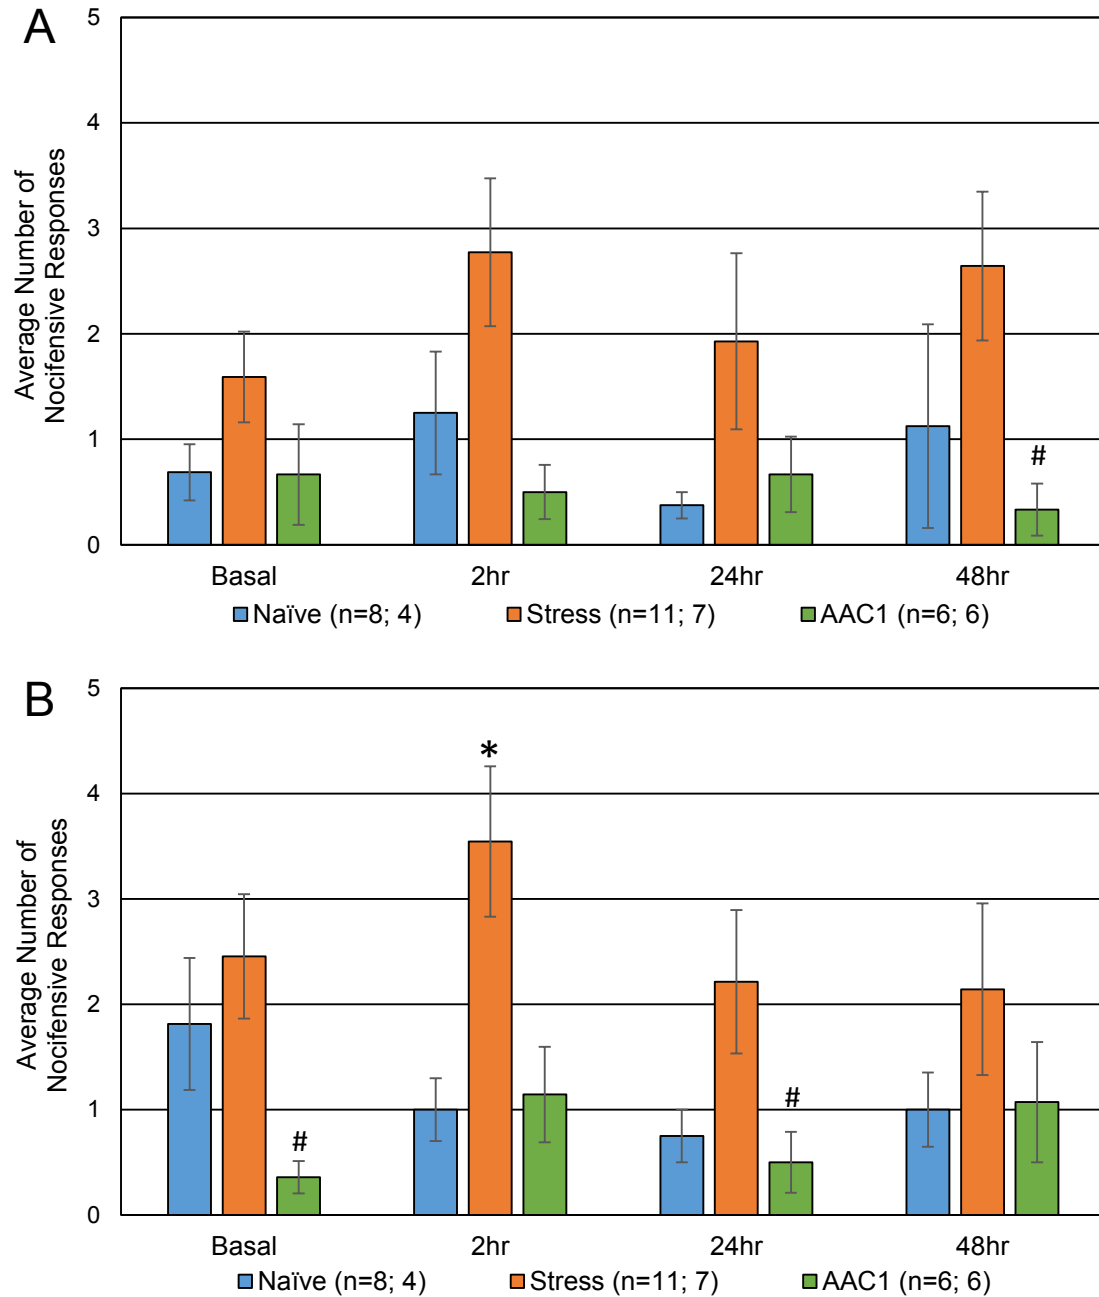 A
Average Number of
Nocifensive Responses
5
4
3
2
1
0
#
Basal 2hr 24hr 48hr
Naïve (n=8; 4) Stress (n=11; 7) AAC1 (n=6; 6)
B
Average Number of
Nocifensive Responses
5
4
3
2
1
0
*
#
#
Basal 2hr 24hr 48hr
Naïve (n=8; 4) Stress (n=11; 7) AAC1 (n=6; 6)